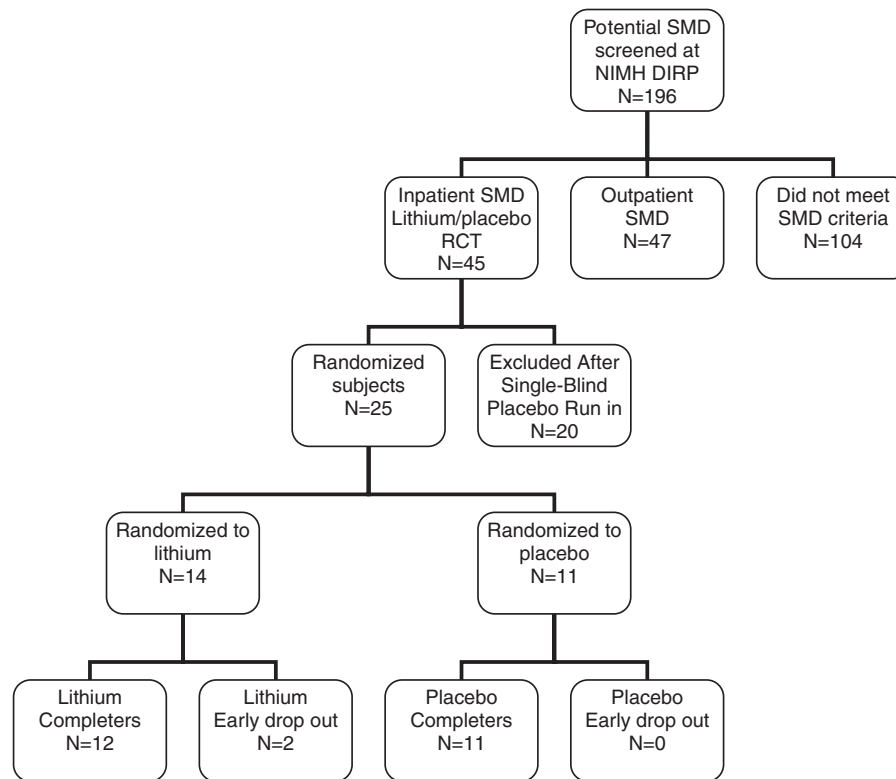 Potential SMD
screened at
NIMH DIRP
N=196
Inpatient SMD
Lithium/placebo
RCT
N=45
Outpatient
SMD
N=47
Did not meet
SMD criteria
N=104
Randomized
subjects
N=25
Excluded After
Single-Blind
Placebo Run in
N=20
Randomized to
lithium
N=14
Randomized to
placebo
N=11
Lithium
Completers
N=12
Lithium
Early drop out
N=2
Placebo
Completers
N=11
Placebo
Early drop out
N=0